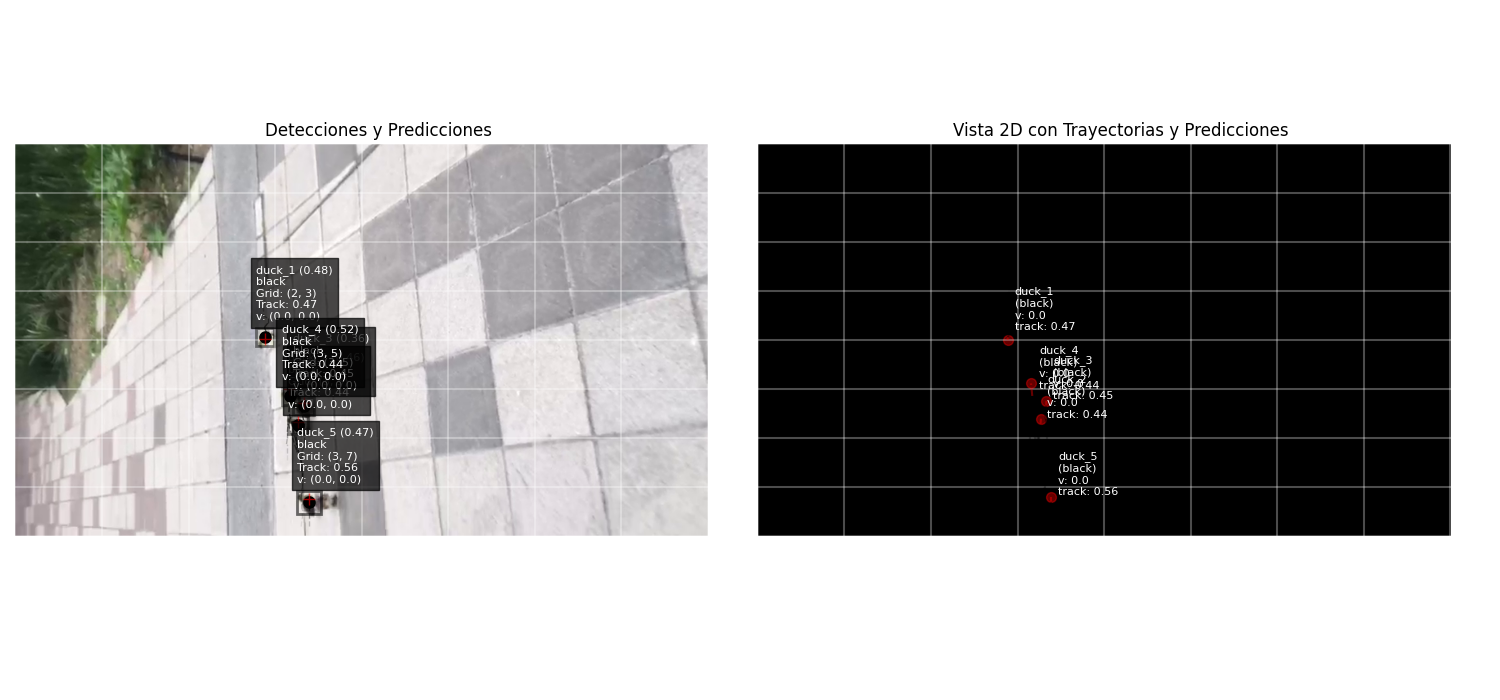 Detecciones y Predicciones
duck_1 (0.48)
black
Grid: (2, 3)
Track: 0.47
v: (0.0, 0.0)
duck_4 (0.52)
black
Grid: (3, 5)
Track: 0.44
v: (0.0, 0.0)
v: (0.0, 0.0)
duck_5 (0.47)
black
Grid: (3, 7)
Track: 0.56
v: (0.0, 0.0)
Vista 2D con Trayectorias y Predicciones
duck_1
(black)
v: 0.0
track: 0.47
duck_4
duck_3
(black)
track: 0.45
v: 0.0
track: 0.44
duck_5
(black)
v: 0.0
track: 0.56